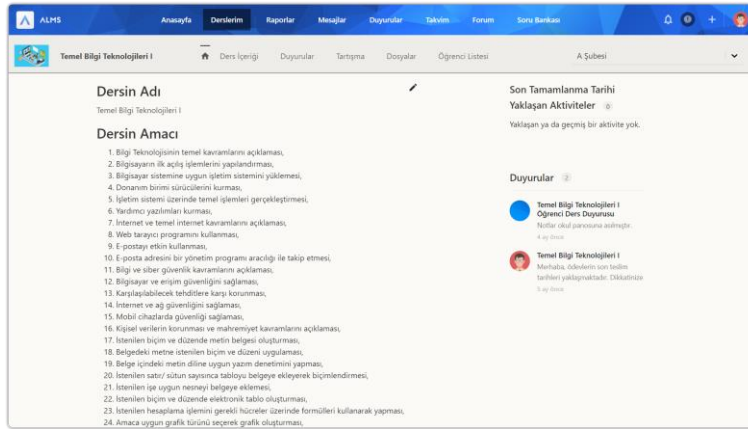 ALMS
Anasayfa Derslerim Raporlar Mesajlar Duyurular Takvim Forum Soru Bankası
Temel Bilgi Teknolojileri I
Ders İçeriği Duyurular Tartışma Dosyalar Öğrenci Listesi
A Şubesi
Dersin Adı
Temel Bilgi Teknolojileri I
Dersin Amacı
1. Bilgi Teknolojisinin temel kavramlarını açıklaması,
2. Bilgisayarın ilk açılış işlemlerini yapılandırması,
3. Bilgisayar sistemine uygun işletim sistemini yüklemesi,
4. Donanım birimi sürücülerini kurması,
5. İşletim sistemi üzerinde temel işlemleri gerçekleştirmesi,
6. Yardımcı yazılımları kurması,
7. İnternet ve temel internet kavramlarını açıklaması,
8. Web tarayıcı programını kullanması,
9. E-postayı etkin kullanması,
10. E-posta adresini bir yönetim programı aracılığı ile takip etmesi,
11. Bilgi ve siber güvenlik kavramlarını açıklaması,
12. Bilgisayar ve erişim güvenliğini sağlaması,
13. Karşılaşılabilecek tehditlere karşı korunması,
14. İnternet ve ağ güvenliğini sağlaması,
15. Mobil cihazlarda güvenliği sağlaması,
16. Kişisel verilerin korunması ve mahremiyet kavramlarını açıklaması,
17. İstenilen biçim ve düzende metin belgesi oluşturması,
18. Belgedeki metne istenilen biçim ve düzeni uygulaması,
19. Belge içindeki metin diline uygun yazım denetimini yapması,
20. İstenilen satır/ sütun sayısınca tabloyu belgeye ekleyerek biçimlendirmesi,
21. İstenilen işe uygun nesneyi belgeye eklemesi,
22. İstenilen biçim ve düzende elektronik tablo oluşturması,
23. İstenilen hesaplama işlemini gerekli hücreler üzerinde formülleri kullanarak yapması,
24. Amaca uygun grafik türünü seçerek grafik oluşturması,
Son Tamamlanma Tarihi
Yaklaşan Aktiviteler 0
Yaklaşan ya da geçmiş bir aktivite yok.
Duyurular 2
Temel Bilgi Teknolojileri I
Öğrenci Ders Duyurusu
Notlar okul panosuna asılmıştır.
4 ay önce
Temel Bilgi Teknolojileri I
Merhaba, ödevlerin son teslim
tarihleri yaklaşmaktadır. Dikkatinize
5 ay önce